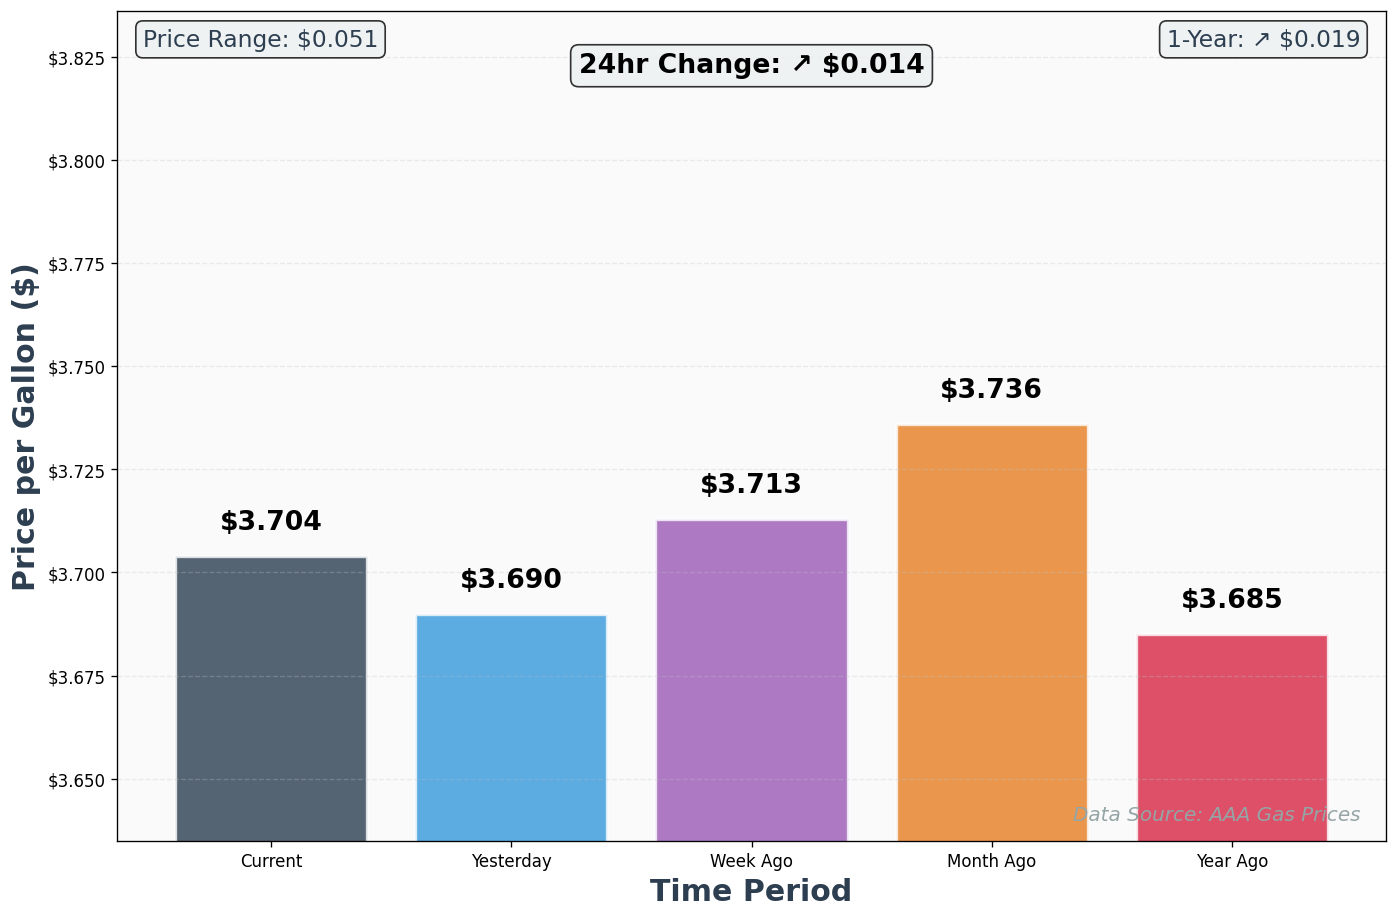 Price Range: $0.051
24hr Change: ↗ $0.014
1-Year: ↗ $0.019
Price per Gallon ($)
$3.825
$3.800
$3.775
$3.750
$3.725
$3.700
$3.675
$3.650
$3.704
$3.690
$3.713
$3.736
$3.685
Data Source: AAA Gas Prices
Current
Yesterday
Week Ago
Month Ago
Year Ago
Time Period